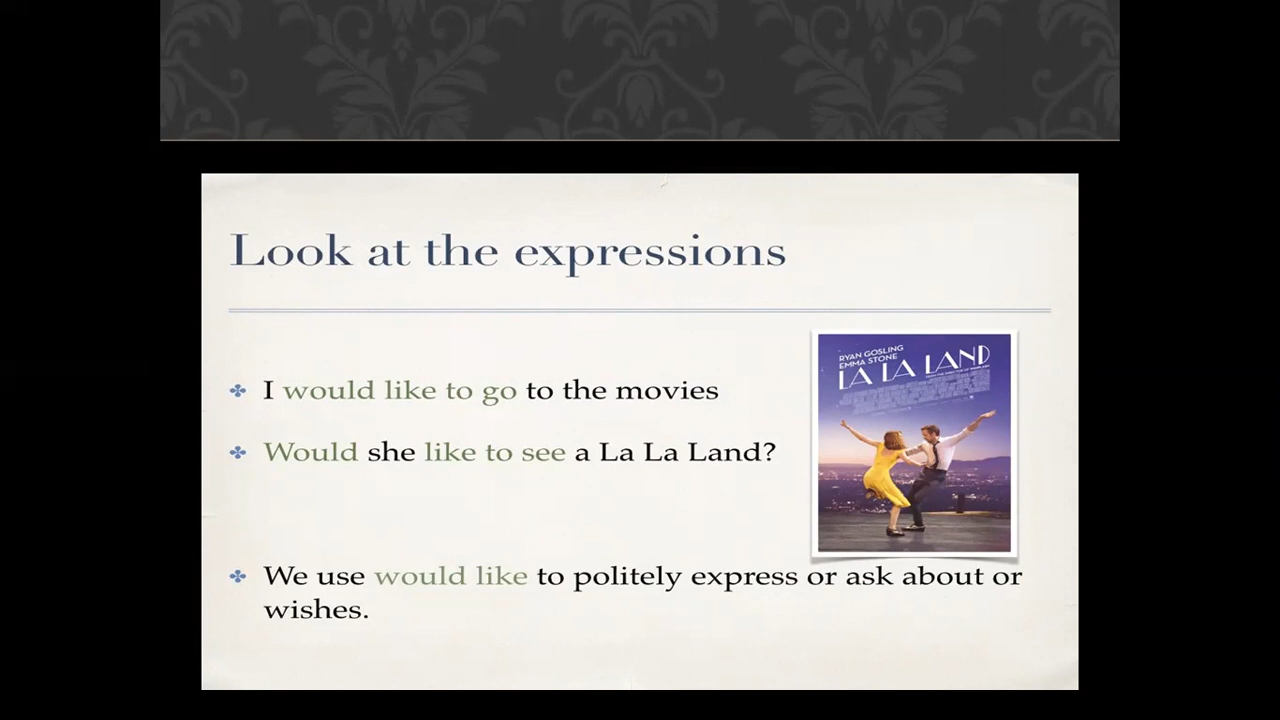 Look at the expressions
I would like to go to the movies
Would she like to see a La La Land?
RYAN GOSLING
EMMA STONE
LA LA LAND
We use would like to politely express or ask about or
wishes.